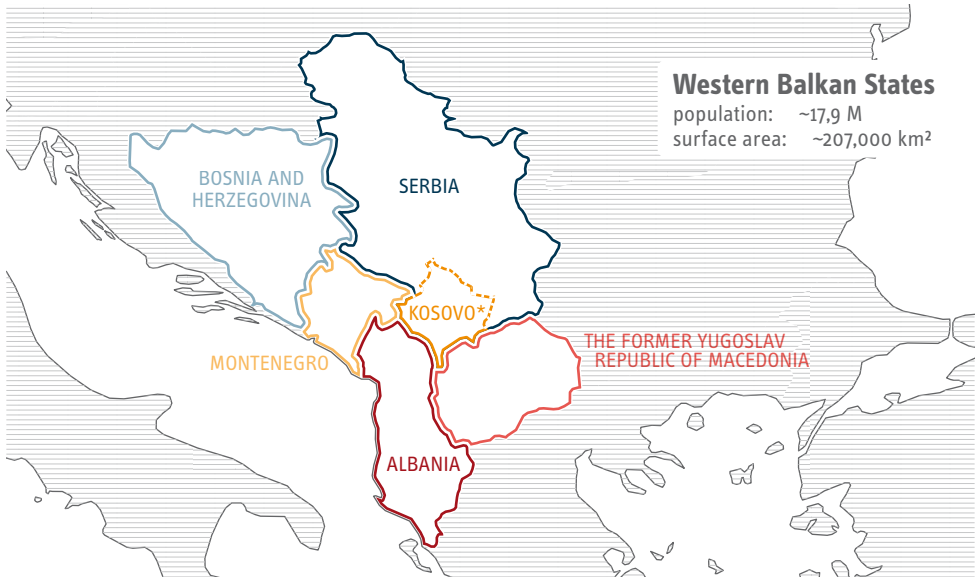 Western Balkan States
population: ~17,9 M
surface area: ~207,000 km²
BOSNIA AND
HERZEGOVINA
SERBIA
KOSOVO*
MONTENEGRO
THE FORMER YUGOSLAV
REPUBLIC OF MACEDONIA
ALBANIA